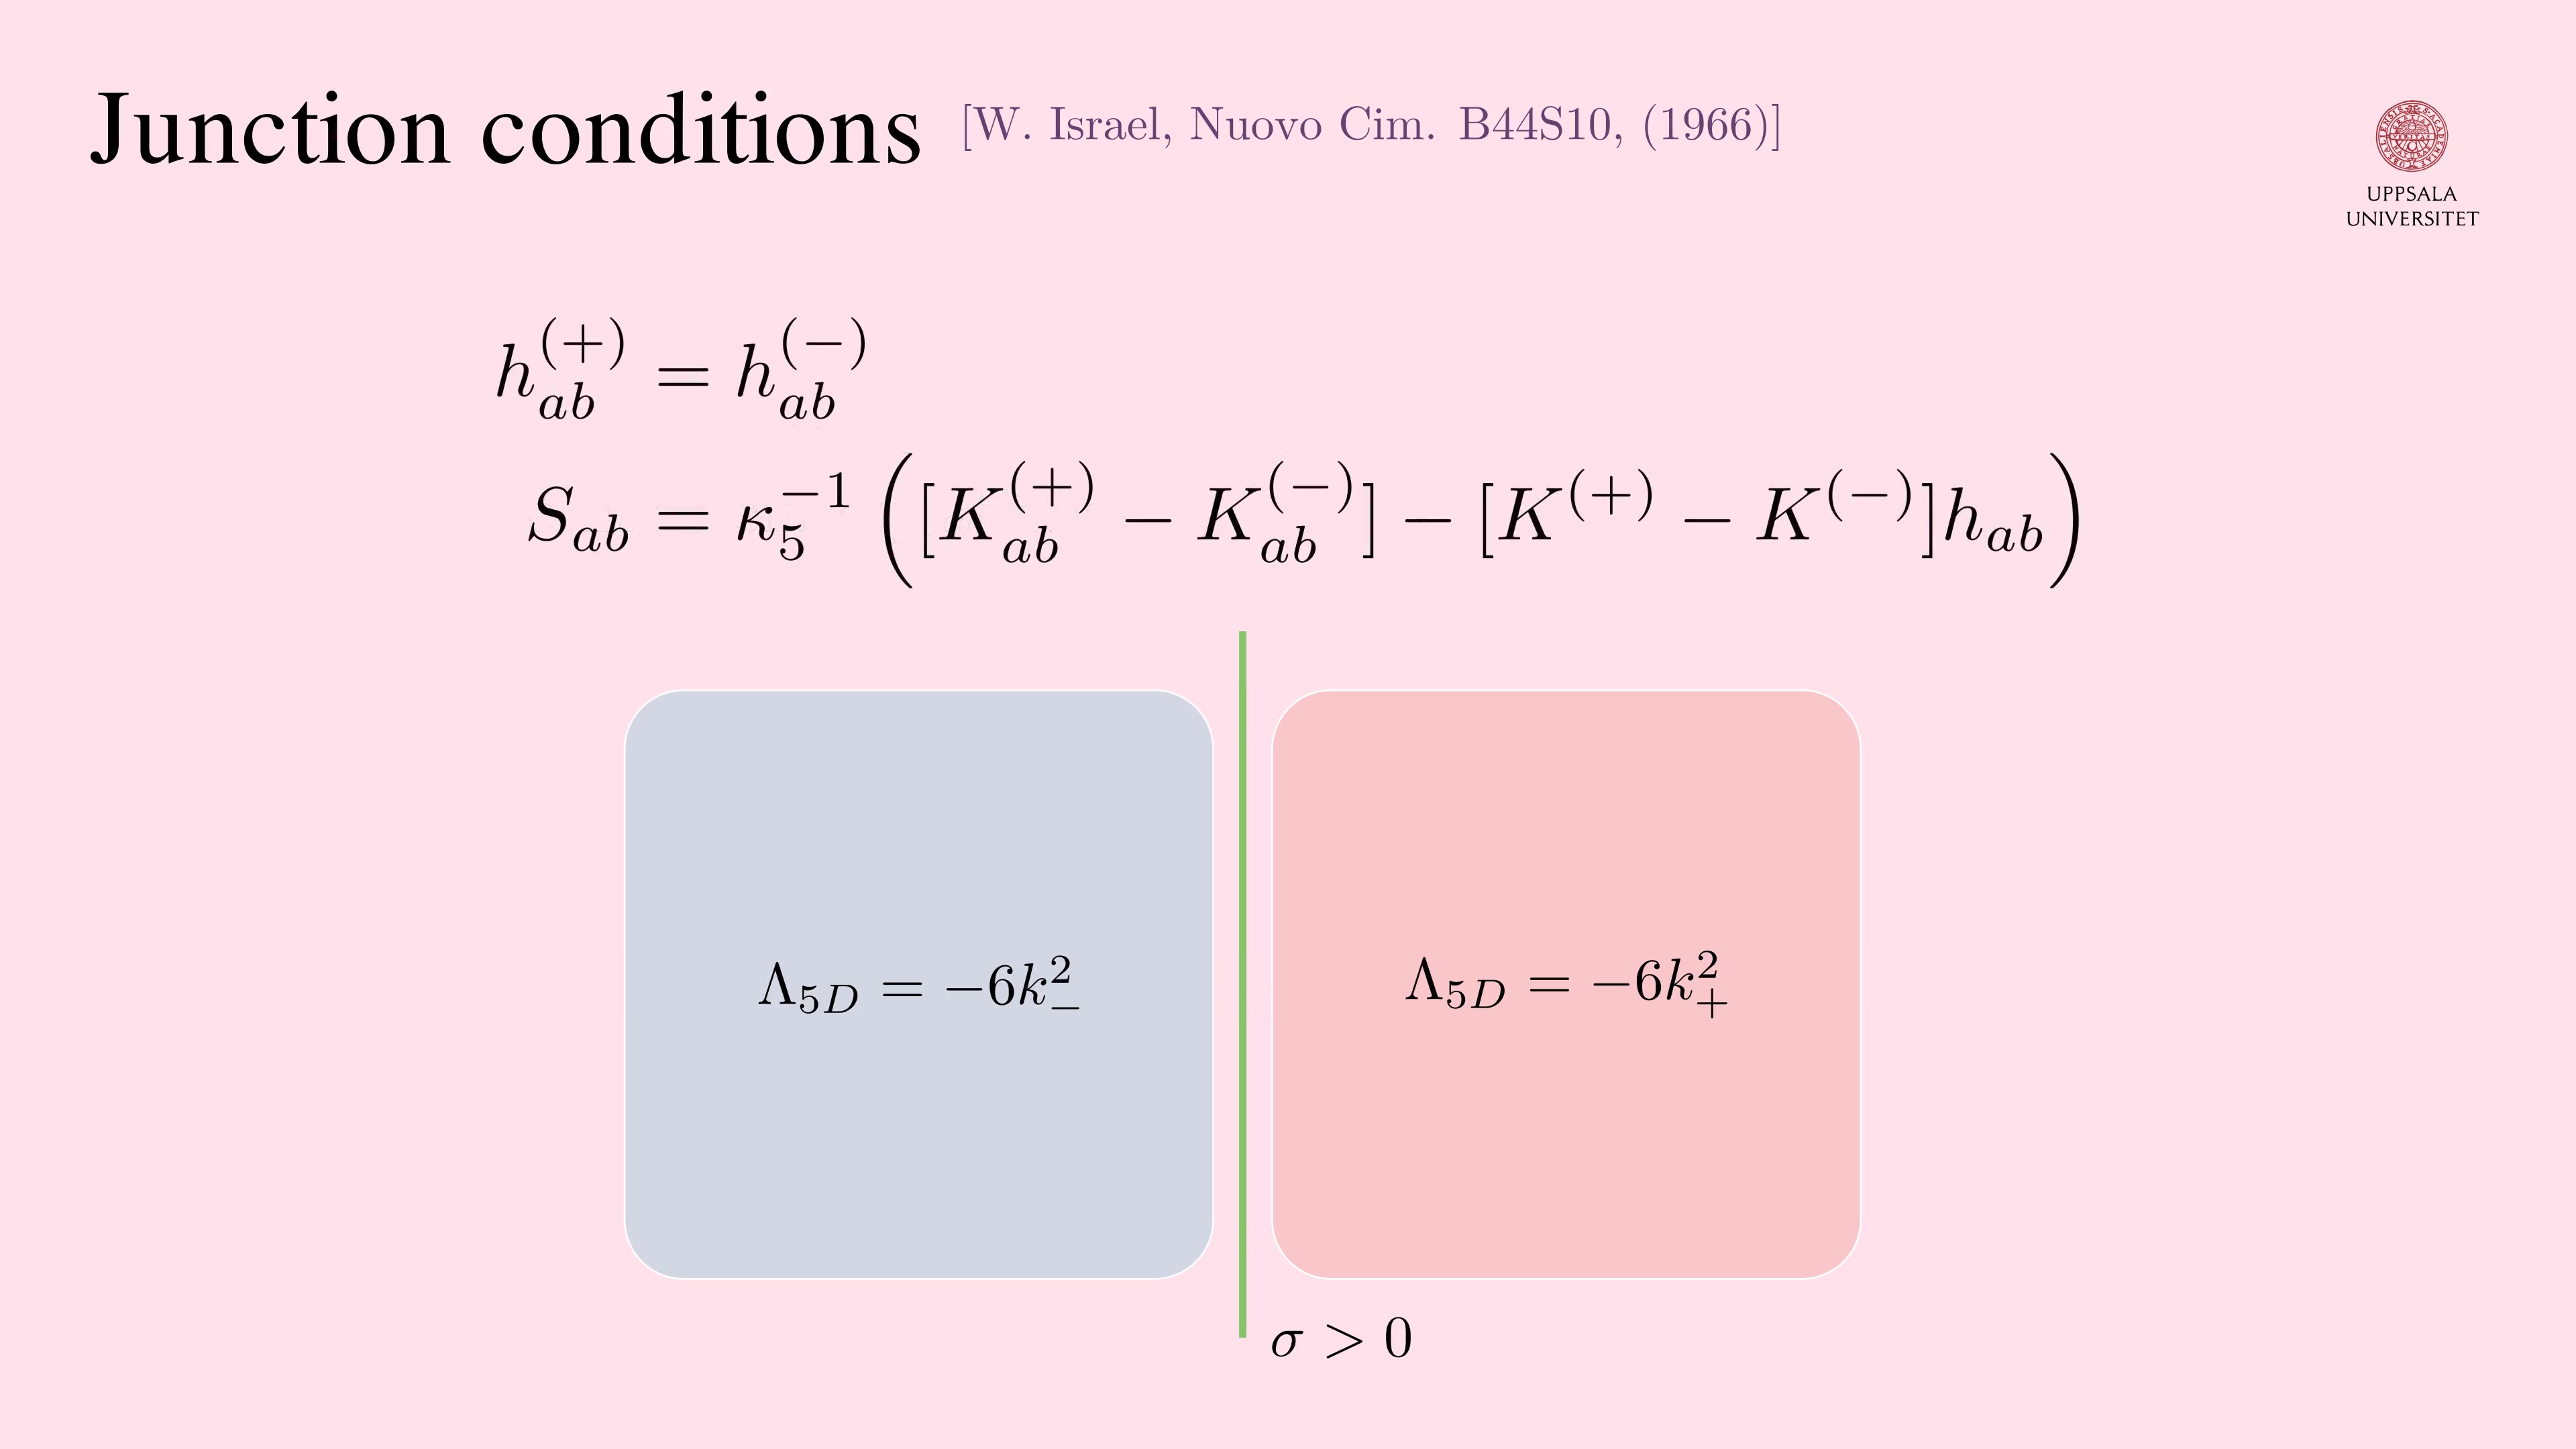 Junction conditions [W. Israel, Nuovo Cim. B44S10, (1966)]
UPPSALA
UNIVERSITET
$h_{ab}^{(+)} = h_{ab}^{(-)}$
$S_{ab} = \kappa_5^{-1} \left( [K_{ab}^{(+)} - K_{ab}^{(-)}] - [K^{(+)} - K^{(-)}] h_{ab} \right)$
$\Lambda_{5D} = -6k_-^2$
$\Lambda_{5D} = -6k_+^2$
$\sigma > 0$